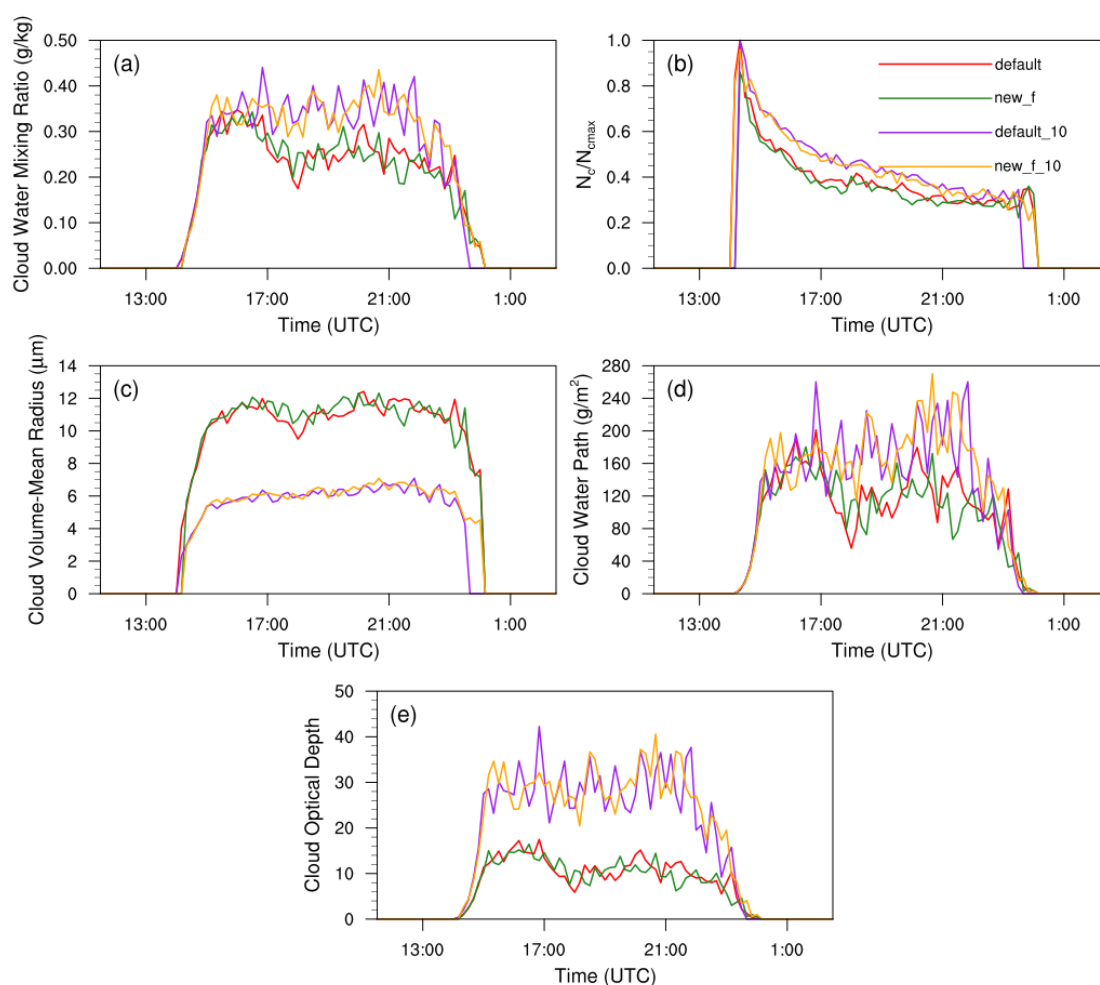 Cloud Water Mixing Ratio (g/kg)
0.50
0.40
0.30
0.20
0.10
0.00
(a)
13:00 17:00 21:00 1:00
Time (UTC)
N_c/N_cmax
1.0
0.8
0.6
0.4
0.2
0.0
(b)
default
new_f
default_10
new_f_10
13:00 17:00 21:00 1:00
Time (UTC)
Cloud Volume-Mean Radius (μm)
14
12
10
8
6
4
2
0
(c)
13:00 17:00 21:00 1:00
Time (UTC)
Cloud Water Path (g/m²)
280
240
200
160
120
80
40
0
(d)
13:00 17:00 21:00 1:00
Time (UTC)
Cloud Optical Depth
50
40
30
20
10
0
(e)
13:00 17:00 21:00 1:00
Time (UTC)